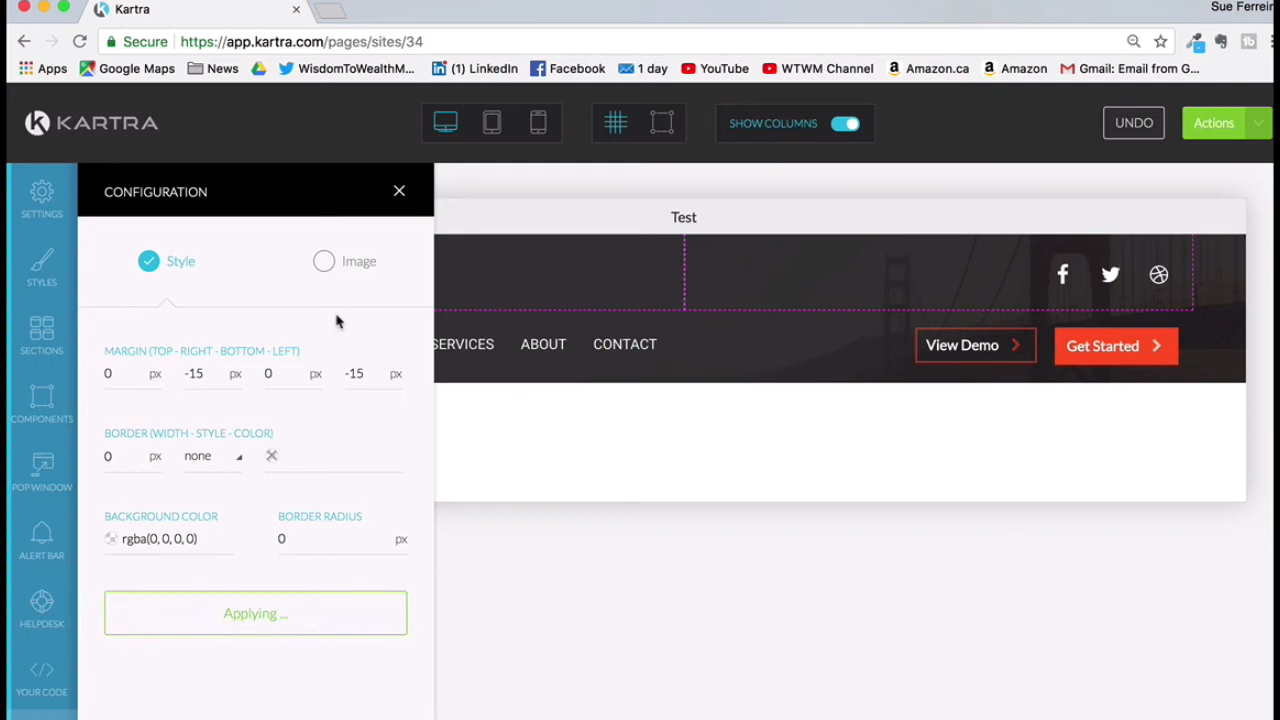 Kartra
Sue Ferreir
Secure https://app.kartra.com/pages/sites/34
Apps Google Maps News WisdomToWealthM... (1) LinkedIn Facebook 1 day YouTube WTWM Channel Amazon.ca Amazon Gmail: Email from G...
KARTRA
SHOW COLUMNS
UNDO
Actions
SETTINGS
STYLES
SECTIONS
COMPONENTS
POP WINDOW
ALERT BAR
HELPDESK
YOUR CODE
CONFIGURATION
Style Image
MARGIN (TOP - RIGHT - BOTTOM - LEFT)
0 px -15 px 0 px -15 px
BORDER (WIDTH - STYLE - COLOR)
0 px none
BACKGROUND COLOR BORDER RADIUS
rgba(0, 0, 0, 0) 0 px
Applying ...
Test
SERVICES ABOUT CONTACT View Demo Get Started